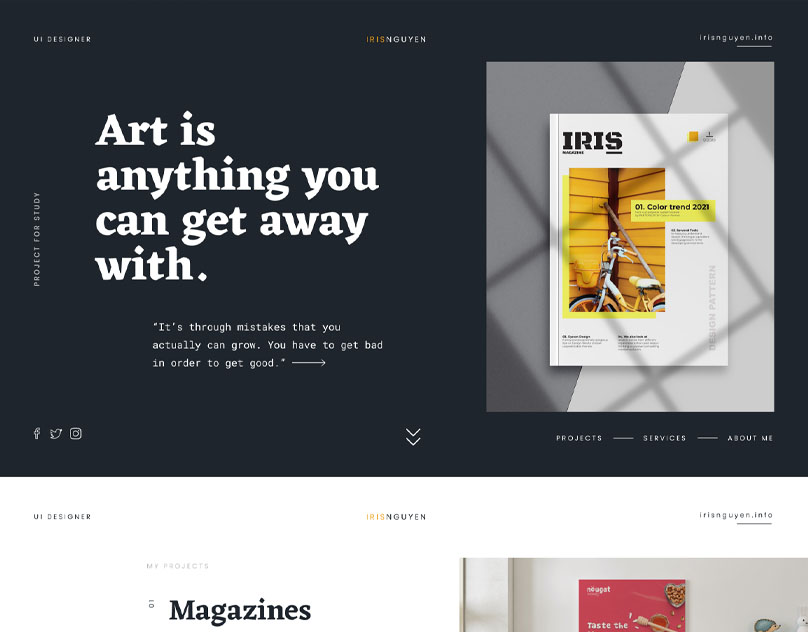 UI DESIGNER
IRISNGUYEN
irisnguyen.info
Art is
anything you
can get away
with.
PROJECT FOR STUDY
"It's through mistakes that you
actually can grow. You have to get bad
in order to get good."
IRIS
MAGAZINE
01. Color trend 2021
DESIGN PATTERN
PROJECTS
SERVICES
ABOUT ME
UI DESIGNER
IRISNGUYEN
irisnguyen.info
MY PROJECTS
01
Magazines
nougat
Taste the